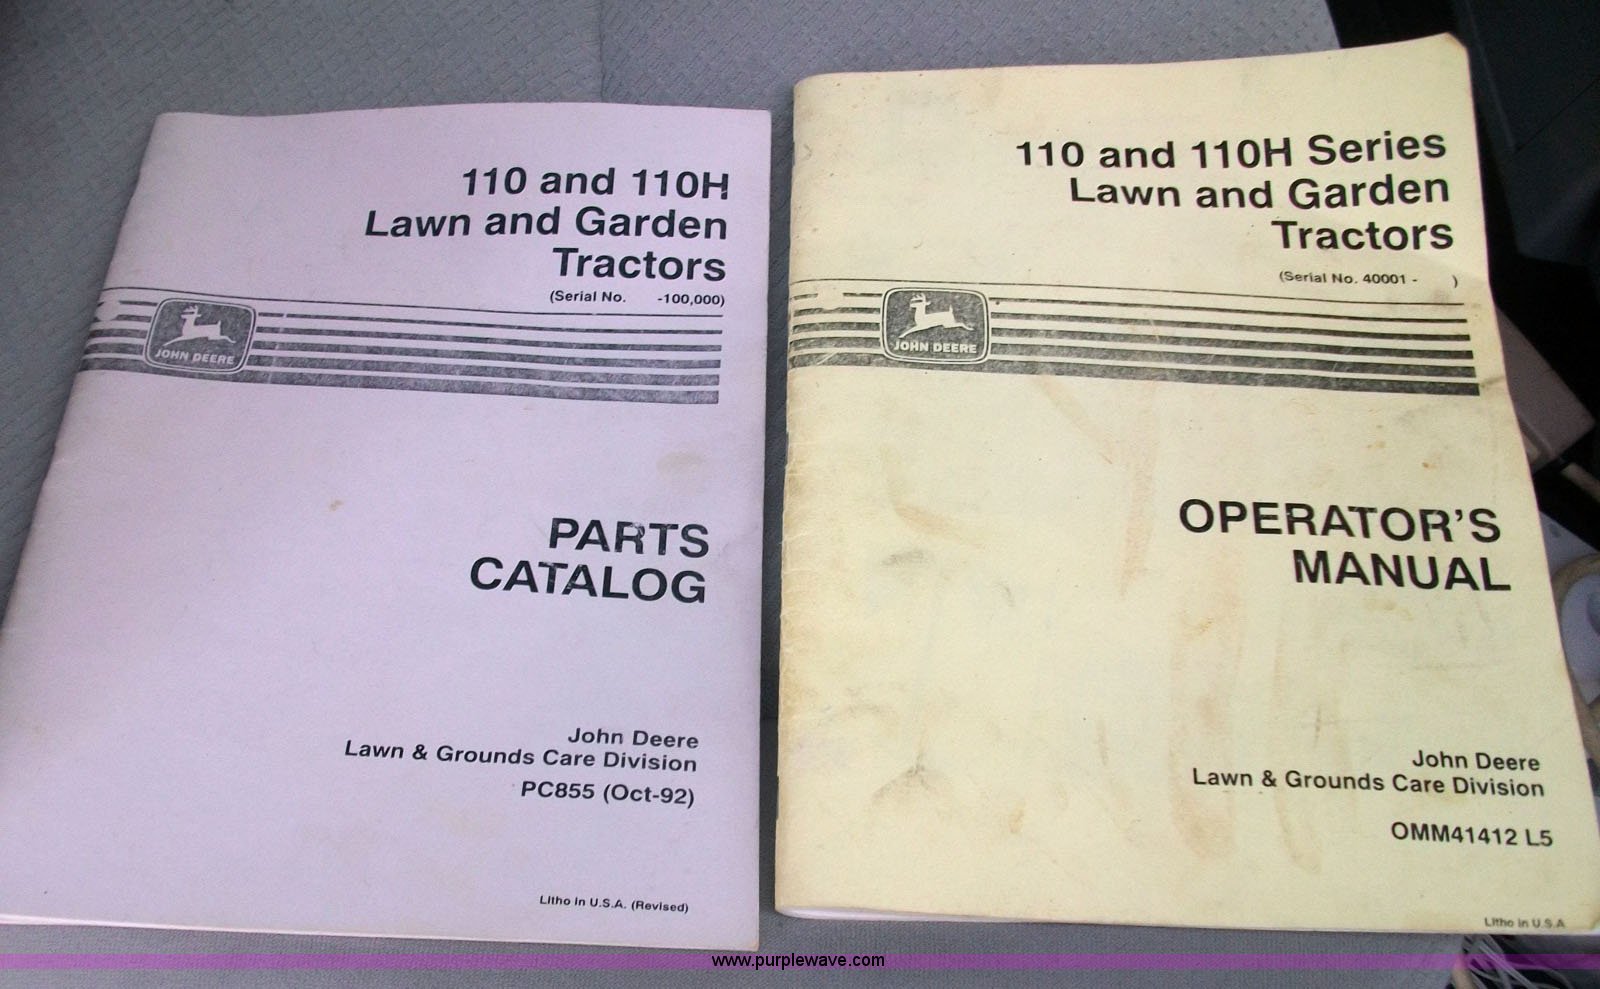 110 and 110H
Lawn and Garden
Tractors
(Serial No. -100,000)
JOHN DEERE
PARTS
CATALOG
John Deere
Lawn & Grounds Care Division
PC855 (Oct-92)
Litho in U.S.A. (Revised)
110 and 110H Series
Lawn and Garden
Tractors
(Serial No. 40001 - )
JOHN DEERE
OPERATOR'S
MANUAL
John Deere
Lawn & Grounds Care Division
OMM41412 L5
Litho in U.S.A
www.purplewave.com